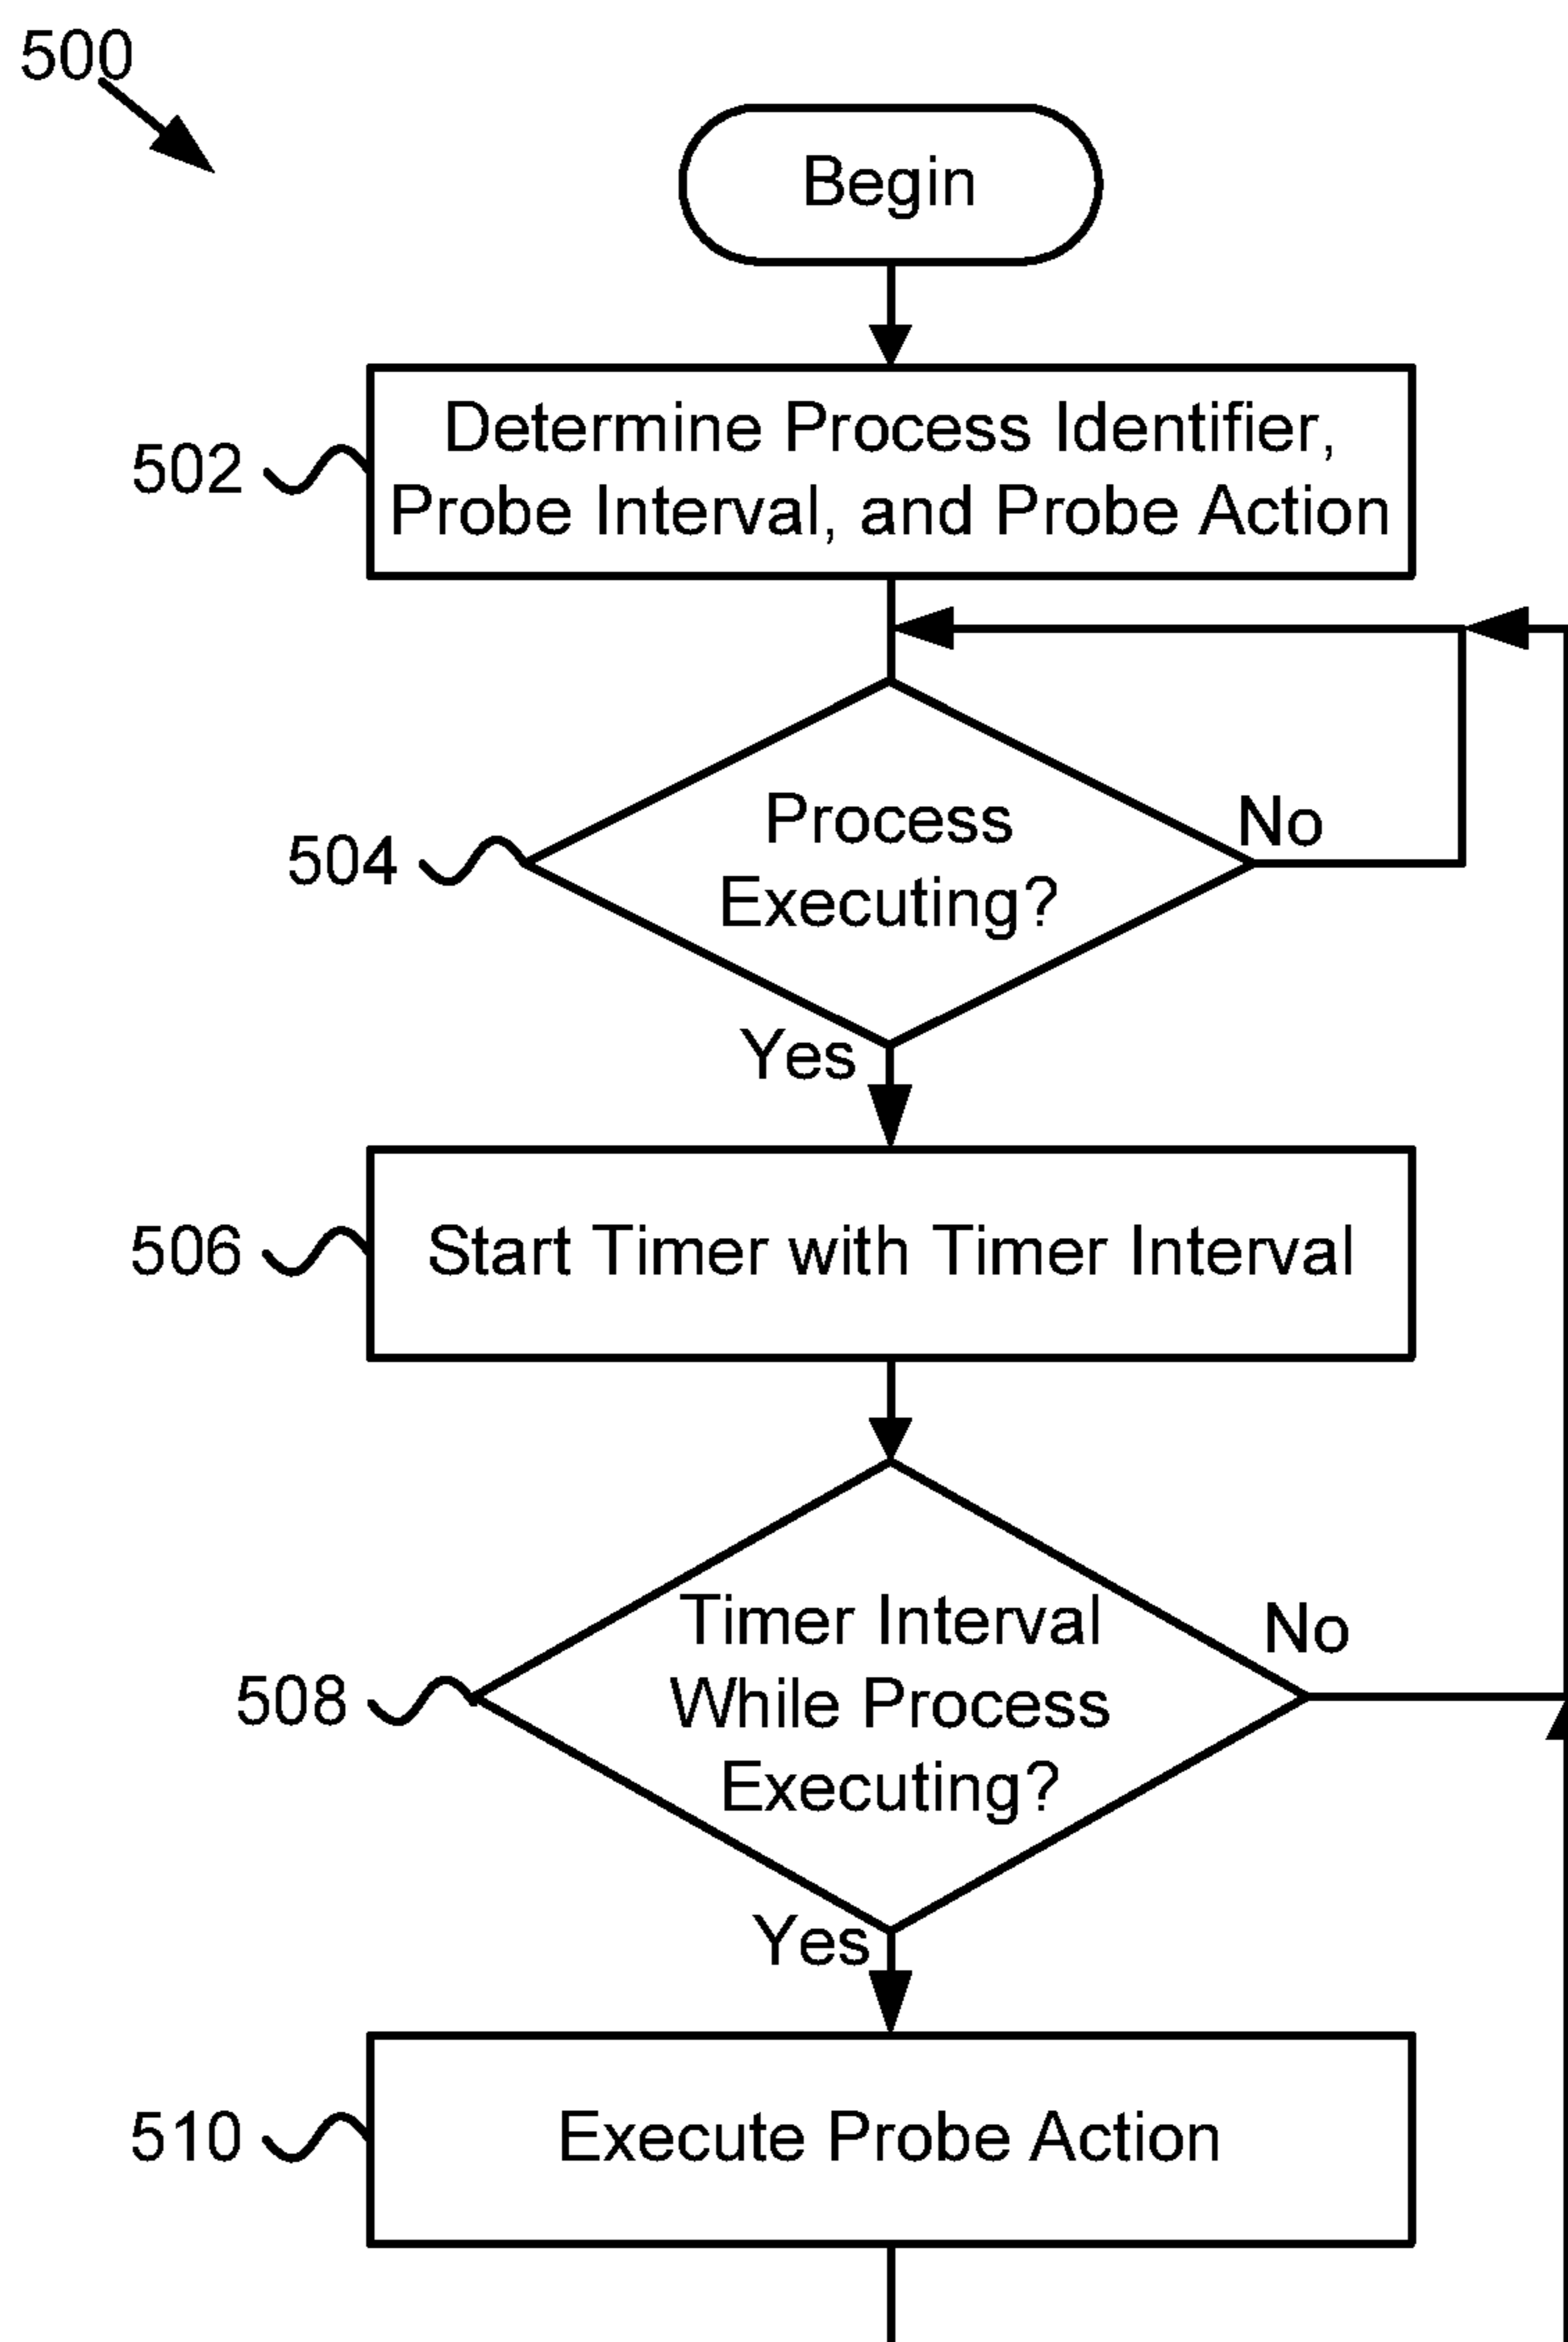 500
Begin
502
Determine Process Identifier,
Probe Interval, and Probe Action
504
Process
Executing?
No
Yes
506
Start Timer with Timer Interval
508
Timer Interval
While Process
Executing?
No
Yes
510
Execute Probe Action